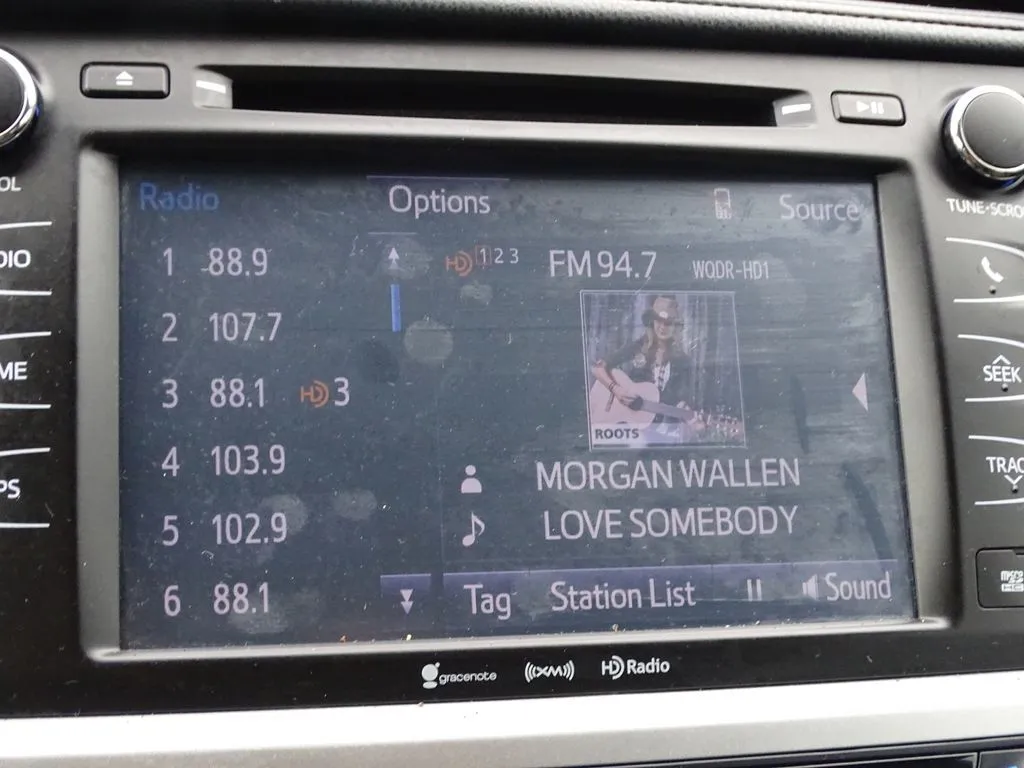 OL
TUNE-SCRO
Radio
Options
Source
1 88.9
HD 1 2 3
FM 94.7
WQDR-HD1
DIO
2 107.7
ME
3 88.1 HD 3
SEEK
ROOTS
4 103.9
MORGAN WALLEN
TRAC
PS
5 102.9
LOVE SOMEBODY
6 88.1
Tag
Station List
Sound
micro
gracenote
((XM))
HD Radio